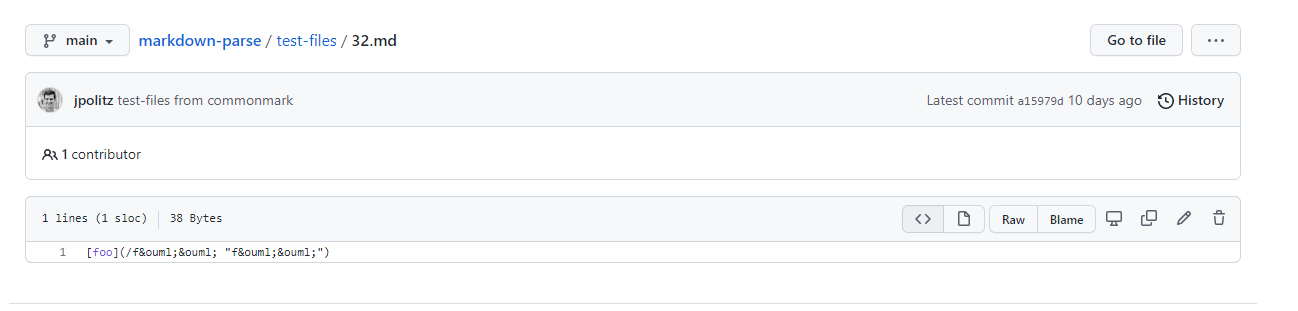 main markdown-parse / test-files / 32.md Go to file ...
jpolitz test-files from commonmark Latest commit a15979d 10 days ago History
1 contributor
1 lines (1 sloc) 38 Bytes <> Raw Blame
1 [foo](/f&ouml;&ouml; "f&ouml;&ouml;")